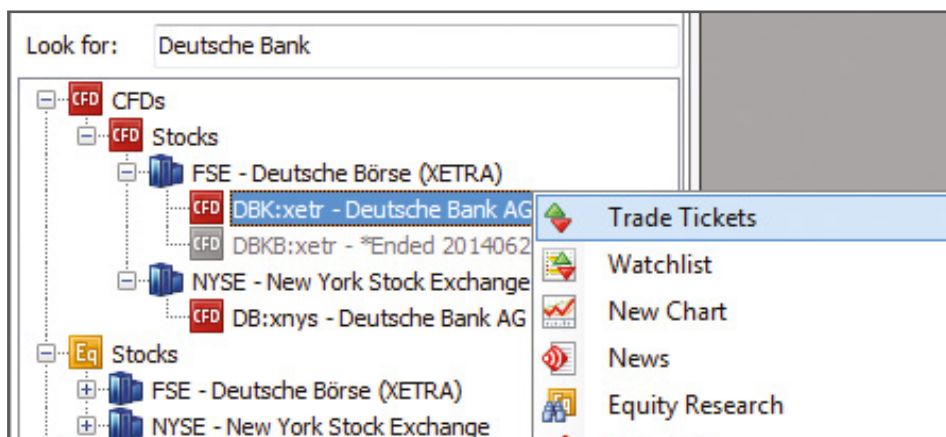 Look for: Deutsche Bank
CFD CFDs
CFD Stocks
FSE - Deutsche Börse (XETRA)
CFD DBK:xetr - Deutsche Bank AG
CFD DBKB:xetr - *Ended 2014062
NYSE - New York Stock Exchange
CFD DB:xnys - Deutsche Bank AG
Eq Stocks
FSE - Deutsche Börse (XETRA)
NYSE - New York Stock Exchange
Trade Tickets
Watchlist
New Chart
News
Equity Research